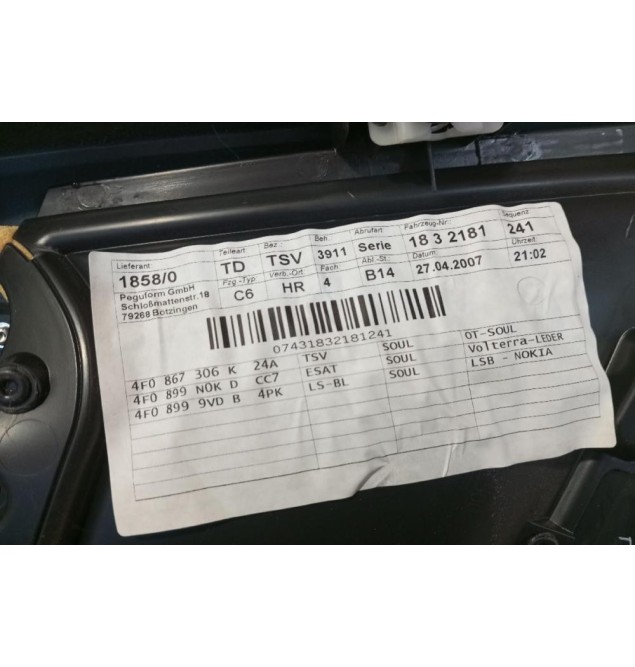 Lieferant: Teileart: Bez.: Beh.: Abrufart: Fahrzeug-Nr.: Sequenz:
1858/0 TD TSV 3911 Serie 18 3 2181 241
Peguform GmbH Fzg.-Typ: Verb.-Ort: Fach: Abl.-St.: Datum: Uhrzeit:
Schloßmattenstr.18 C6 HR 4 B14 27.04.2007 21:02
79268 Bötzingen
07431832181241
4F0 867 306 K 24A TSV SOUL OT-SOUL
4F0 899 N0K D CC7 ESAT SOUL Volterra-LEDER
4F0 899 9VD B 4PK LS-BL SOUL LSB - NOKIA